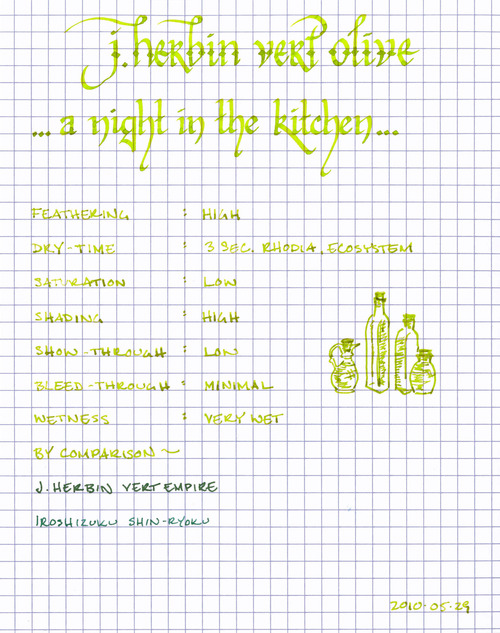 j. herbin vert olive
... a night in the kitchen...
FEATHERING : HIGH
DRY-TIME : 3 SEC. RHODIA, ECOSYSTEM
SATURATION : LOW
SHADING : HIGH
SHOW-THROUGH : LOW
BLEED-THROUGH : MINIMAL
WETNESS : VERY WET
BY COMPARISON ~
J. HERBIN VERT EMPIRE
IROSHIZUKU SHIN-RYOKU
2010.05.29